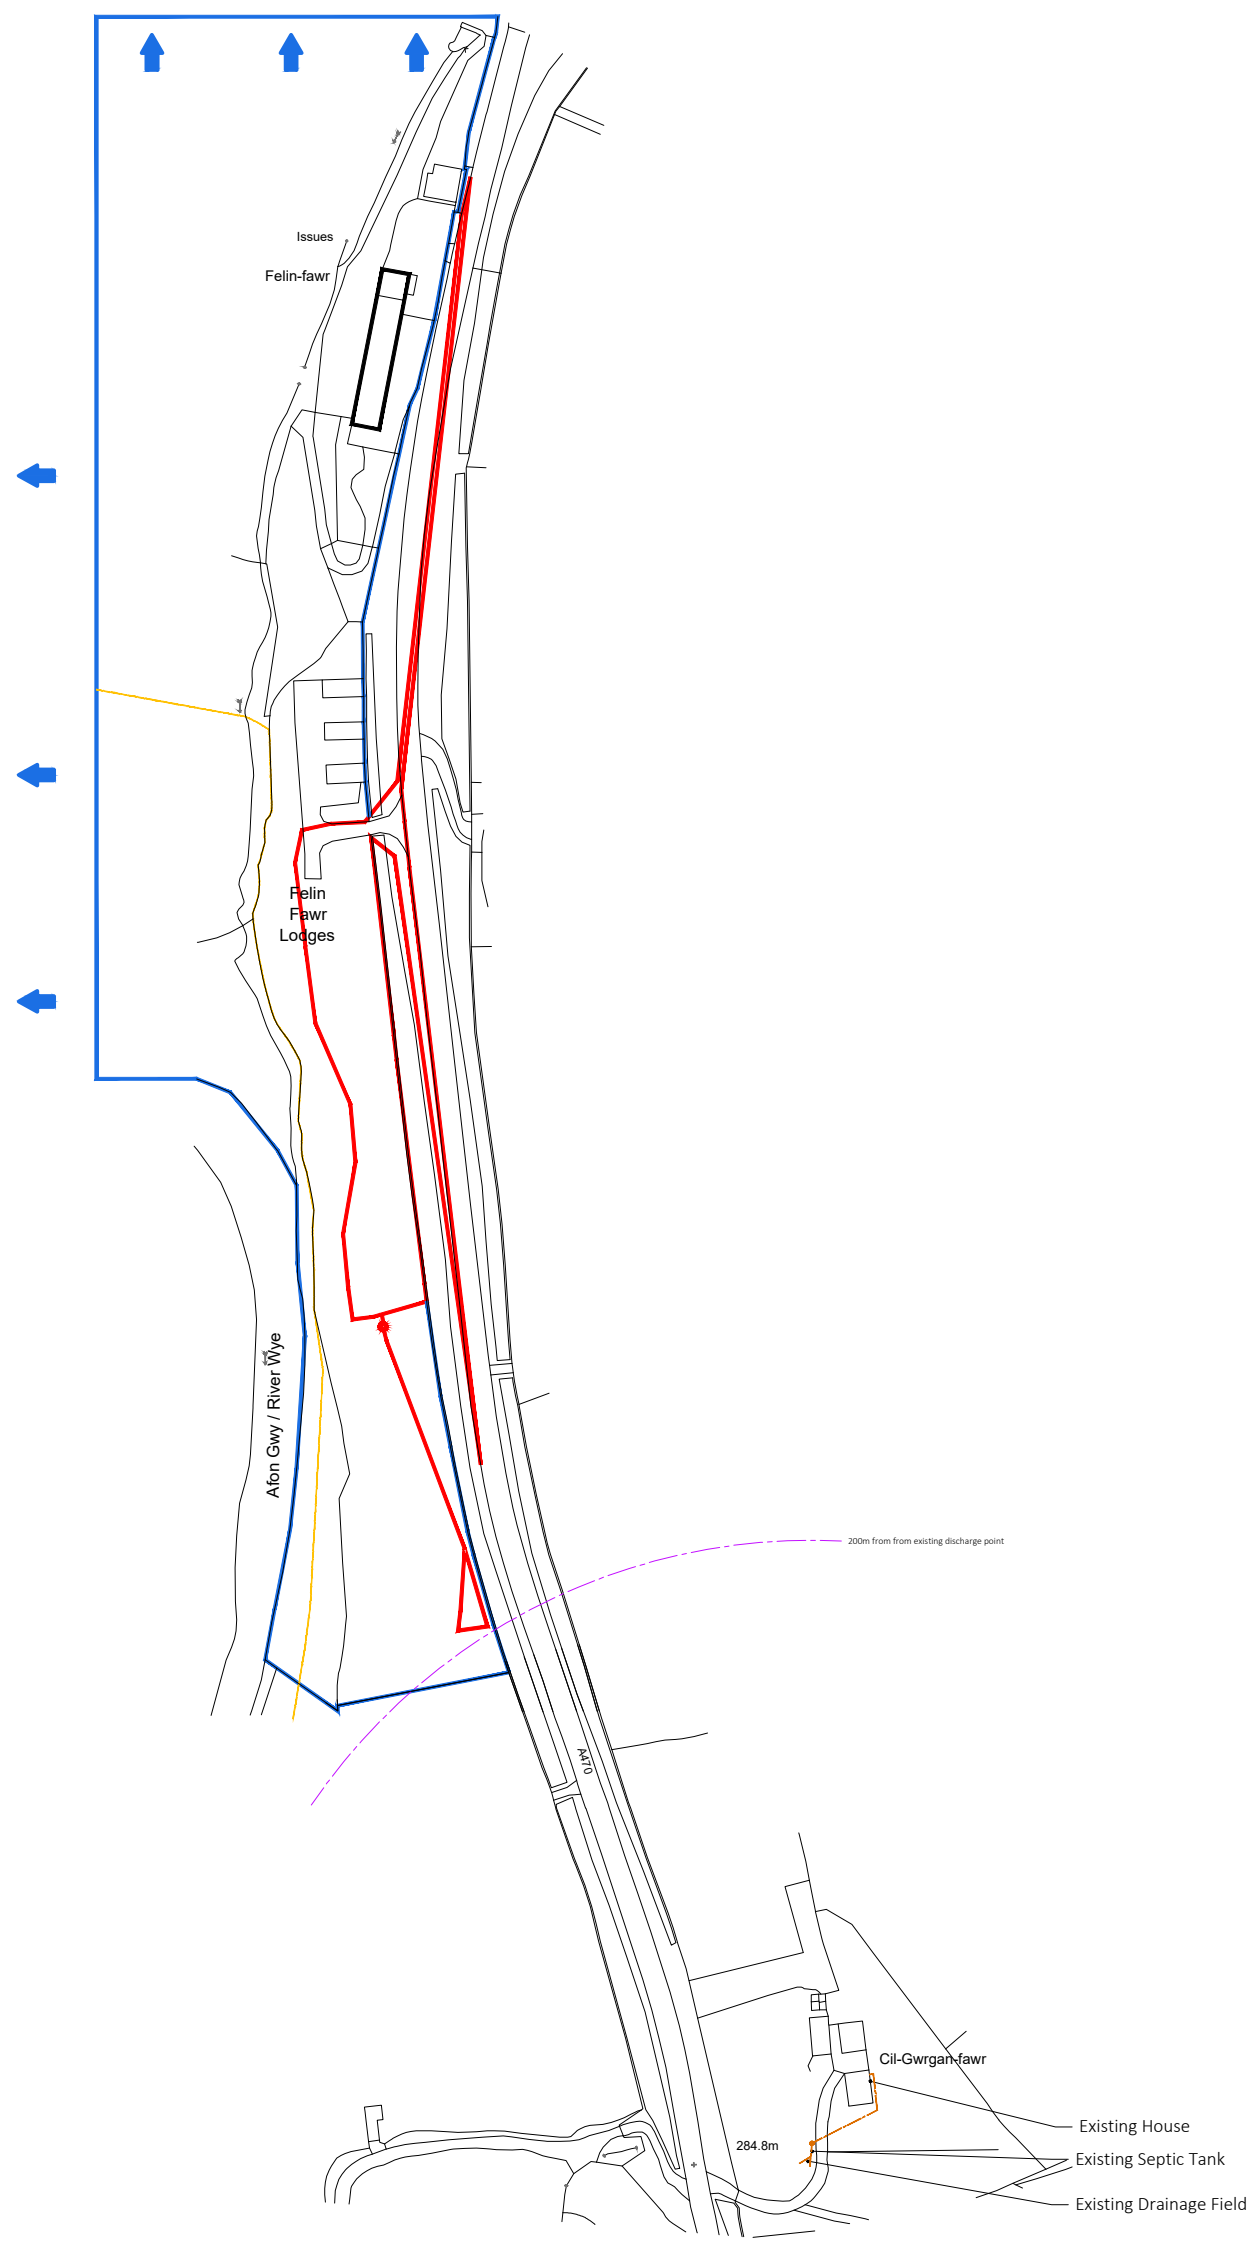 Issues
Felin-fawr
Felin
Fawr
Lodges
Afon Gwy / River Wye
200m from from existing discharge point
A470
Cil-Gwrgan-fawr
284.8m
Existing House
Existing Septic Tank
Existing Drainage Field